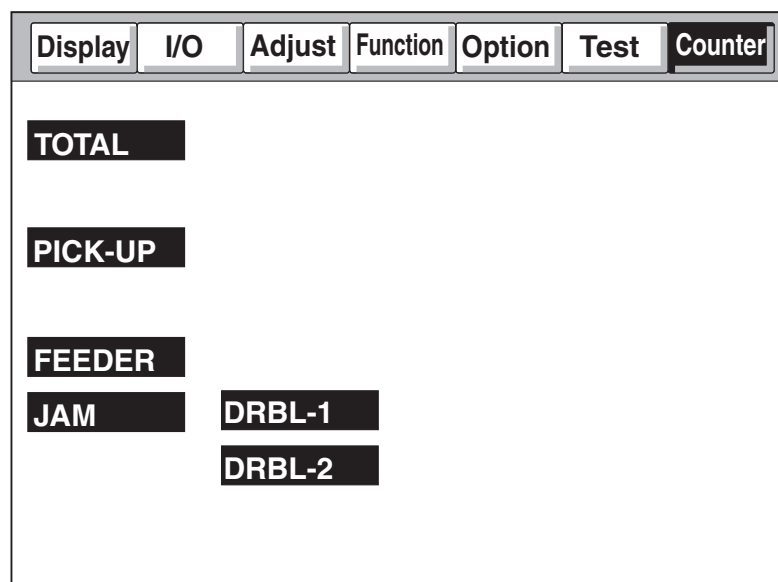 Display I/O Adjust Function Option Test Counter
TOTAL
PICK-UP
FEEDER
JAM DRBL-1
DRBL-2